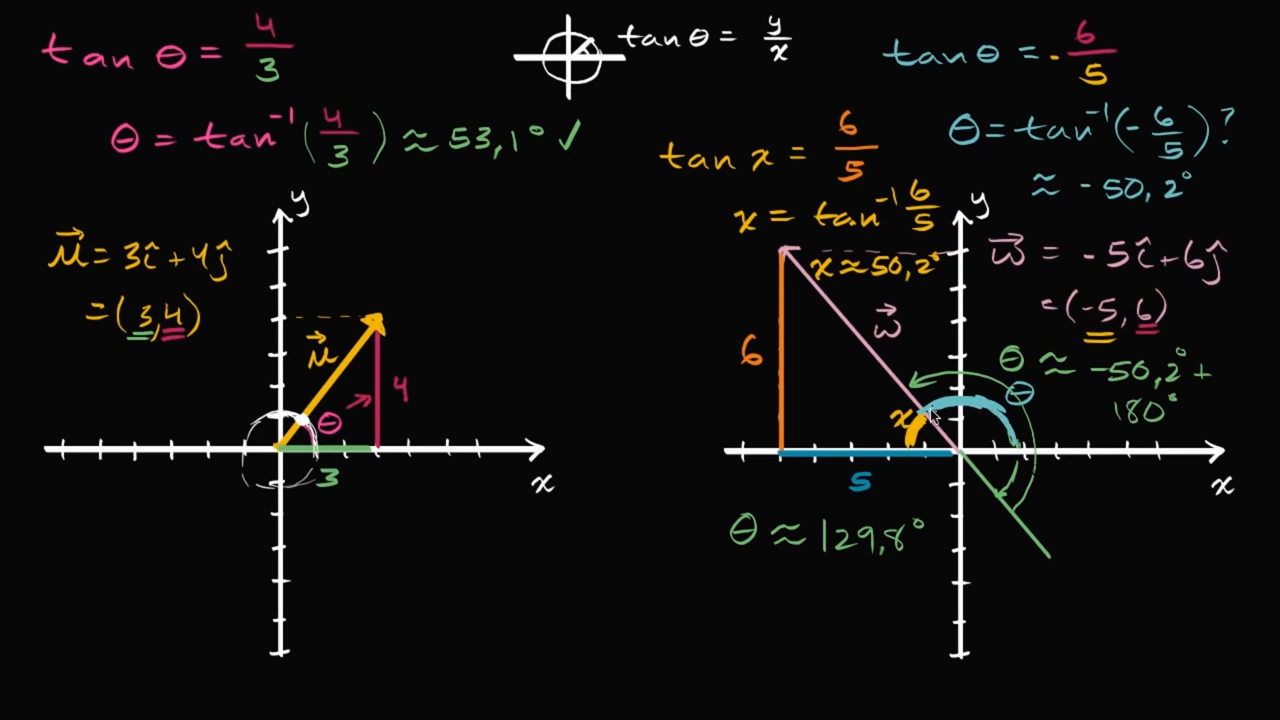 tan θ = 4/3
θ = tan⁻¹(4/3) ≈ 53,1° ✓
tan θ = y/x
tan θ = - 6/5
θ = tan⁻¹(-6/5)?
≈ -50,2°
tan x = 6/5
x = tan⁻¹ 6/5
x ≈ 50,2°
y
u⃗ = 3î + 4ĵ
= (3,4)
u⃗
θ
4
3
x
y
w⃗ = -5î + 6ĵ
= (-5, 6)
θ ≈ -50,2° +
180°
w⃗
6
x
θ
5
x
θ ≈ 129,8°